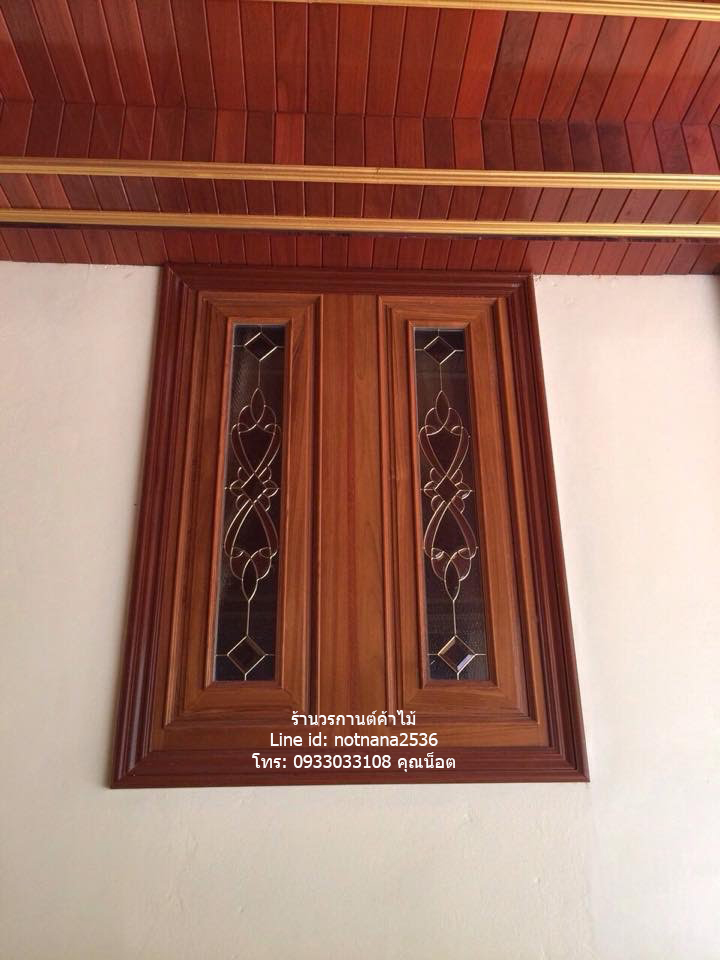 ร้านวรกานต์ค้าไม้
Line id: notnana2536
โทร: 0933033108 คุณน็อต